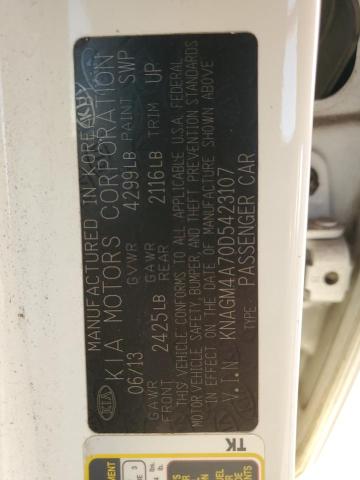 MANUFACTURED IN KOREA
KIA MOTORS CORPORATION
06/13 GVWR 4299LB PAINT SWP
GAWR FRONT 2425LB GAWR REAR 2116LB TRIM UP
THIS VEHICLE CONFORMS TO ALL APPLICABLE U.S.A. FEDERAL
MOTOR VEHICLE SAFETY, BUMPER, AND THEFT PREVENTION STANDARDS
IN EFFECT ON THE DATE OF MANUFACTURE SHOWN ABOVE
V.I.N. KNAGM4A70D5423107
TYPE: PASSENGER CAR
KIA
TK